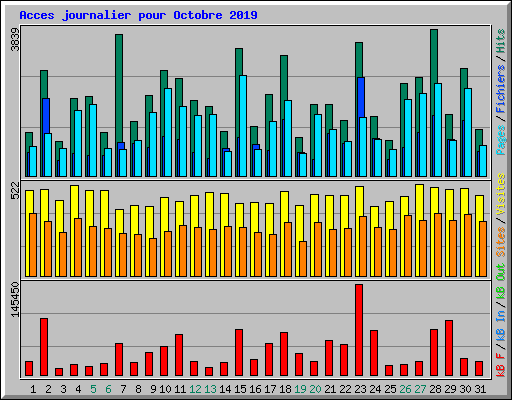 Acces journalier pour Octobre 2019
3839
522
145450
Pages / Fichiers / Hits
Sites / Visites
kB F / kB In / kB Out
1 2 3 4 5 6 7 8 9 10 11 12 13 14 15 16 17 18 19 20 21 22 23 24 25 26 27 28 29 30 31